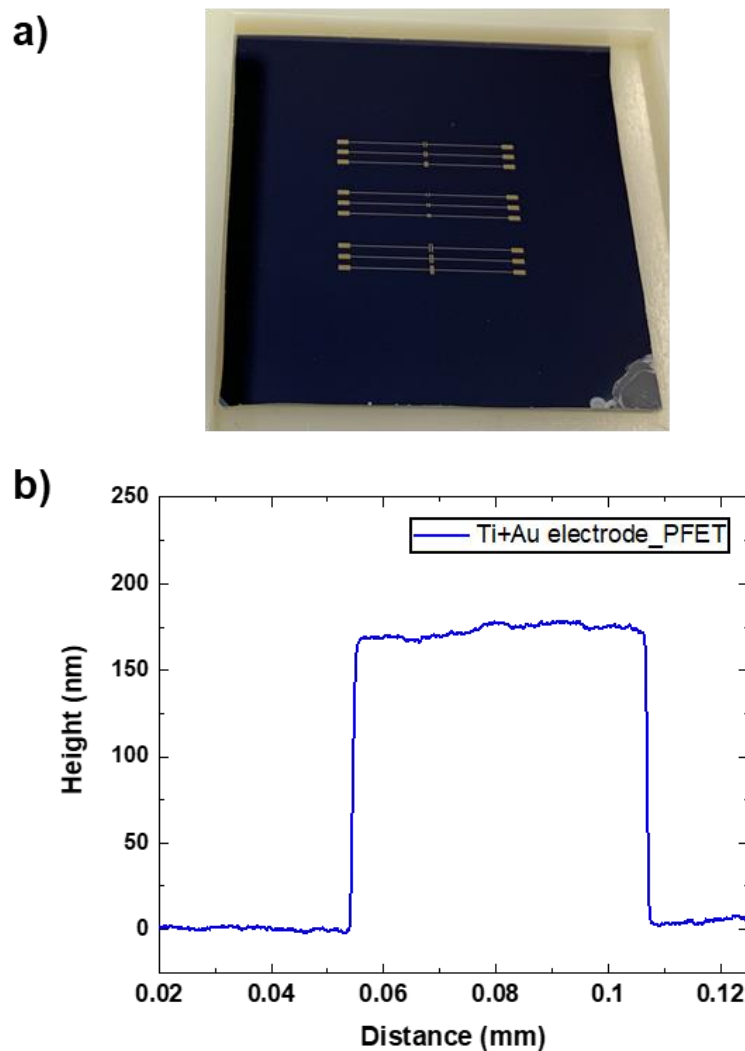 a)
b)
250
200
150
100
50
0
Height (nm)
Ti+Au electrode_PFET
0.02 0.04 0.06 0.08 0.1 0.12
Distance (mm)